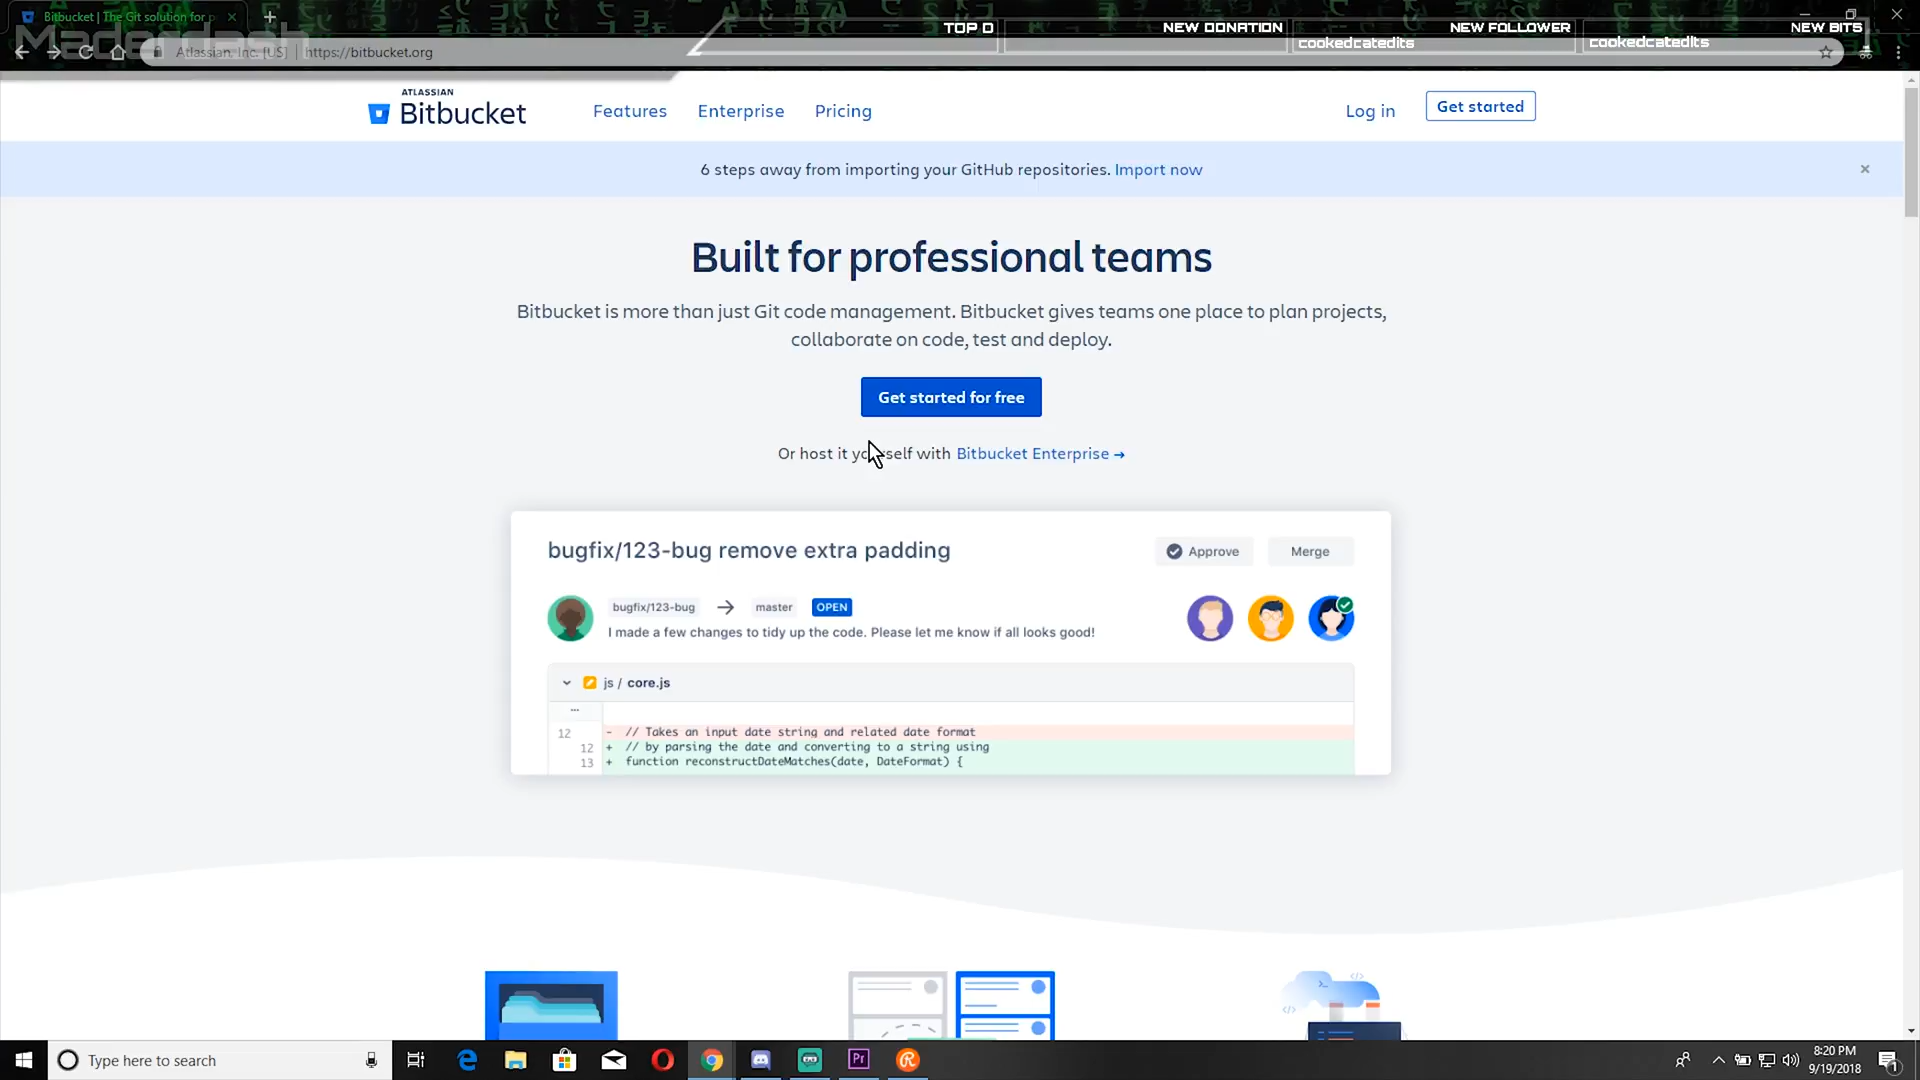 Bitbucket | The Git solution for p
TOP D
NEW DONATION
NEW FOLLOWER
NEW BITS
Maderdash
Atlassian, Inc. [US] | https://bitbucket.org
cookedcatedits
cookedcatedits
ATLASSIAN
Bitbucket
Features
Enterprise
Pricing
Log in
Get started
6 steps away from importing your GitHub repositories. Import now
Built for professional teams
Bitbucket is more than just Git code management. Bitbucket gives teams one place to plan projects,
collaborate on code, test and deploy.
Get started for free
Or host it yourself with Bitbucket Enterprise →
bugfix/123-bug remove extra padding
Approve
Merge
bugfix/123-bug → master OPEN
I made a few changes to tidy up the code. Please let me know if all looks good!
js / core.js
...
12 - // Takes an input date string and related date format
12 + // by parsing the date and converting to a string using
13 + function reconstructDateMatches(date, DateFormat) {
Type here to search
Pr
8:20 PM
9/19/2018
1